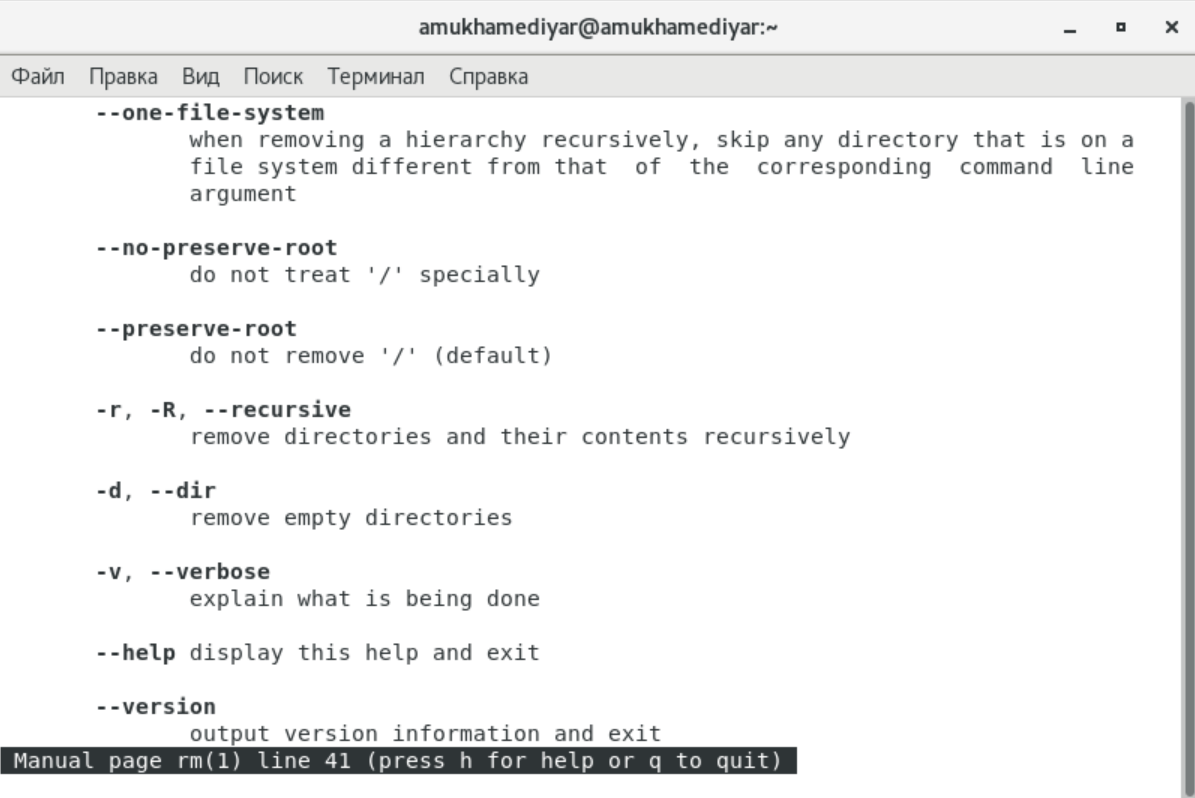 amukhamediyar@amukhamediyar:~
Файл Правка Вид Поиск Терминал Справка
--one-file-system
when removing a hierarchy recursively, skip any directory that is on a
file system different from that of the corresponding command line
argument
--no-preserve-root
do not treat '/' specially
--preserve-root
do not remove '/' (default)
-r, -R, --recursive
remove directories and their contents recursively
-d, --dir
remove empty directories
-v, --verbose
explain what is being done
--help display this help and exit
--version
output version information and exit
Manual page rm(1) line 41 (press h for help or q to quit)